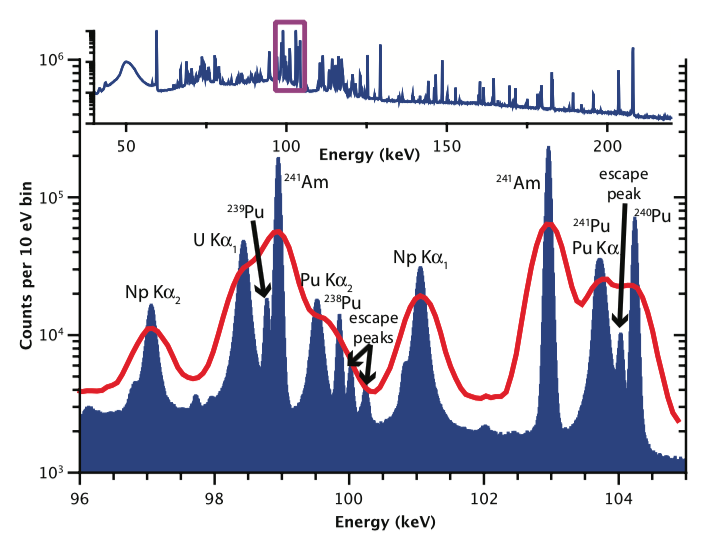 10⁶
50
100
150
200
Energy (keV)
escape
peak
²⁴¹Am
²⁴¹Am
²³⁹Pu
²⁴¹Pu
²⁴⁰Pu
10⁵
U Kα₁
Pu Kα
Np Kα₁
Pu Kα₂
Np Kα₂
²³⁸Pu
escape
peaks
10⁴
10³
96
98
100
102
104
Energy (keV)
Counts per 10 eV bin